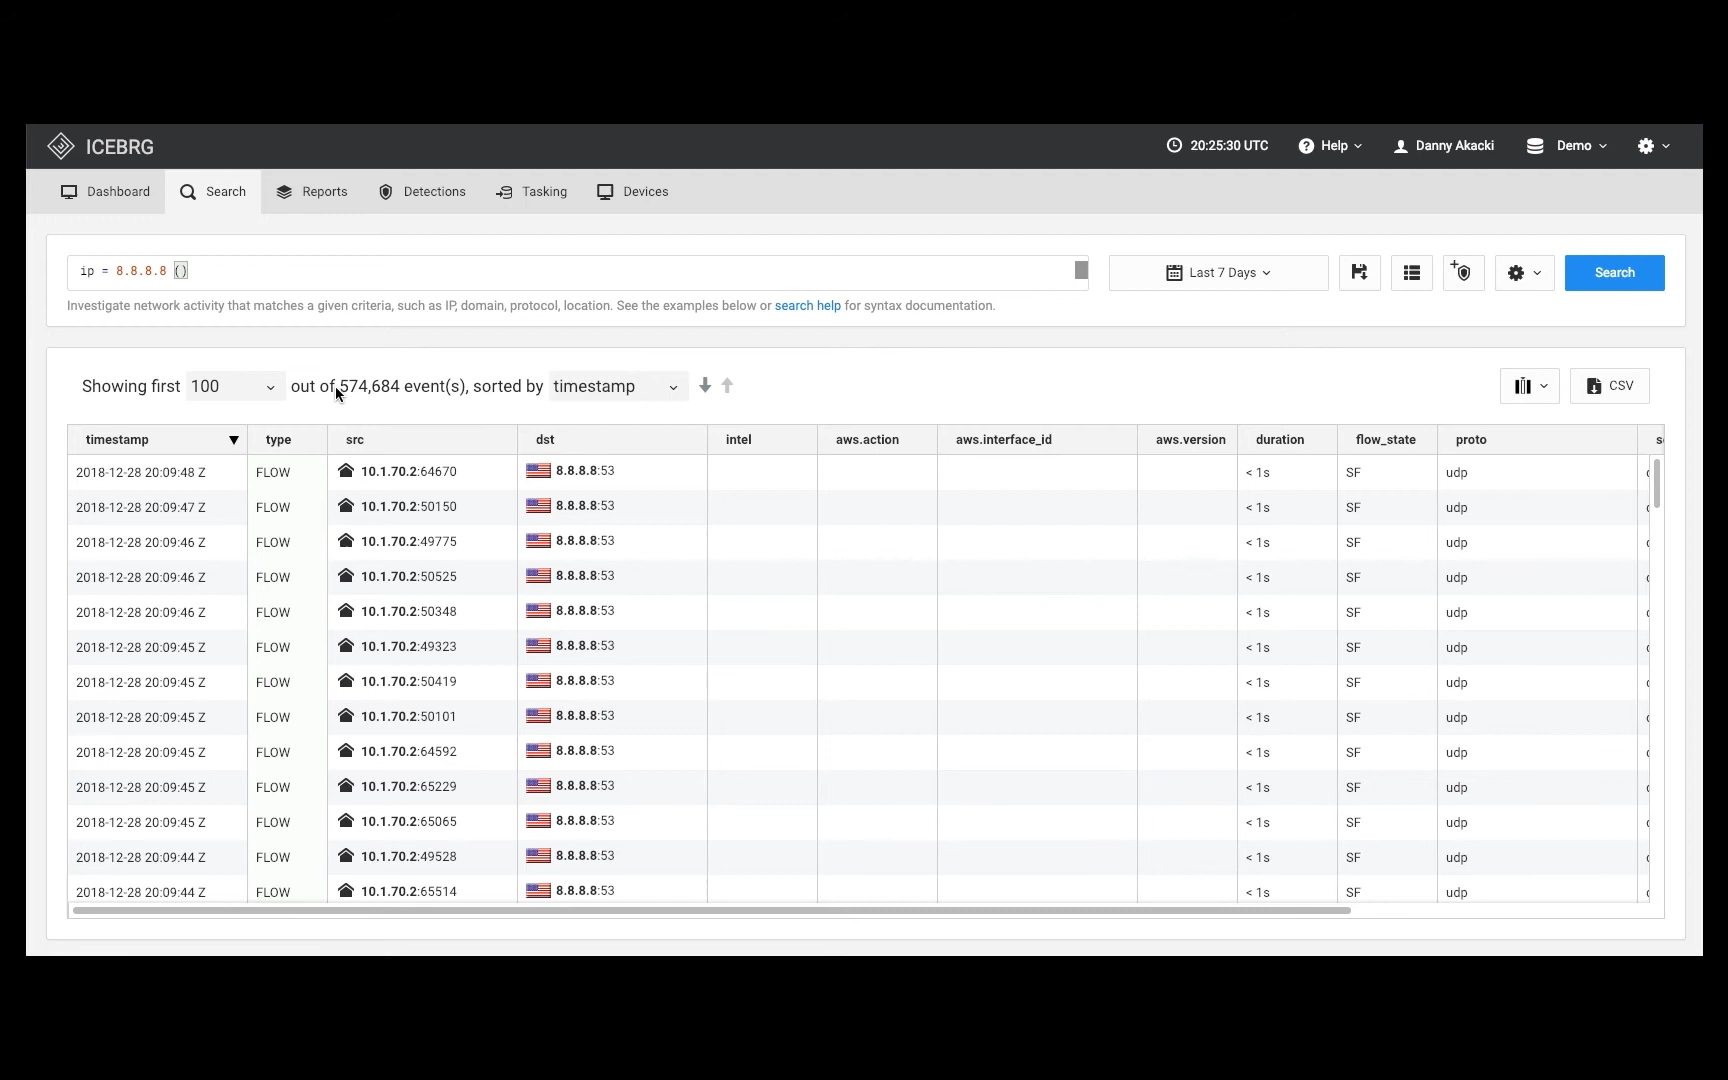 ICEBRG
20:25:30 UTC
Help
Danny Akacki
Demo
Dashboard
Search
Reports
Detections
Tasking
Devices
ip = 8.8.8.8 ()
Last 7 Days
Search
Investigate network activity that matches a given criteria, such as IP, domain, protocol, location. See the examples below or search help for syntax documentation.
Showing first 100 out of 574,684 event(s), sorted by timestamp
CSV
timestamp type src dst intel aws.action aws.interface_id aws.version duration flow_state proto
2018-12-28 20:09:48 Z FLOW 10.1.70.2:64670 8.8.8.8:53 < 1s SF udp
2018-12-28 20:09:47 Z FLOW 10.1.70.2:50150 8.8.8.8:53 < 1s SF udp
2018-12-28 20:09:46 Z FLOW 10.1.70.2:49775 8.8.8.8:53 < 1s SF udp
2018-12-28 20:09:46 Z FLOW 10.1.70.2:50525 8.8.8.8:53 < 1s SF udp
2018-12-28 20:09:46 Z FLOW 10.1.70.2:50348 8.8.8.8:53 < 1s SF udp
2018-12-28 20:09:45 Z FLOW 10.1.70.2:49323 8.8.8.8:53 < 1s SF udp
2018-12-28 20:09:45 Z FLOW 10.1.70.2:50419 8.8.8.8:53 < 1s SF udp
2018-12-28 20:09:45 Z FLOW 10.1.70.2:50101 8.8.8.8:53 < 1s SF udp
2018-12-28 20:09:45 Z FLOW 10.1.70.2:64592 8.8.8.8:53 < 1s SF udp
2018-12-28 20:09:45 Z FLOW 10.1.70.2:65229 8.8.8.8:53 < 1s SF udp
2018-12-28 20:09:45 Z FLOW 10.1.70.2:65065 8.8.8.8:53 < 1s SF udp
2018-12-28 20:09:44 Z FLOW 10.1.70.2:49528 8.8.8.8:53 < 1s SF udp
2018-12-28 20:09:44 Z FLOW 10.1.70.2:65514 8.8.8.8:53 < 1s SF udp